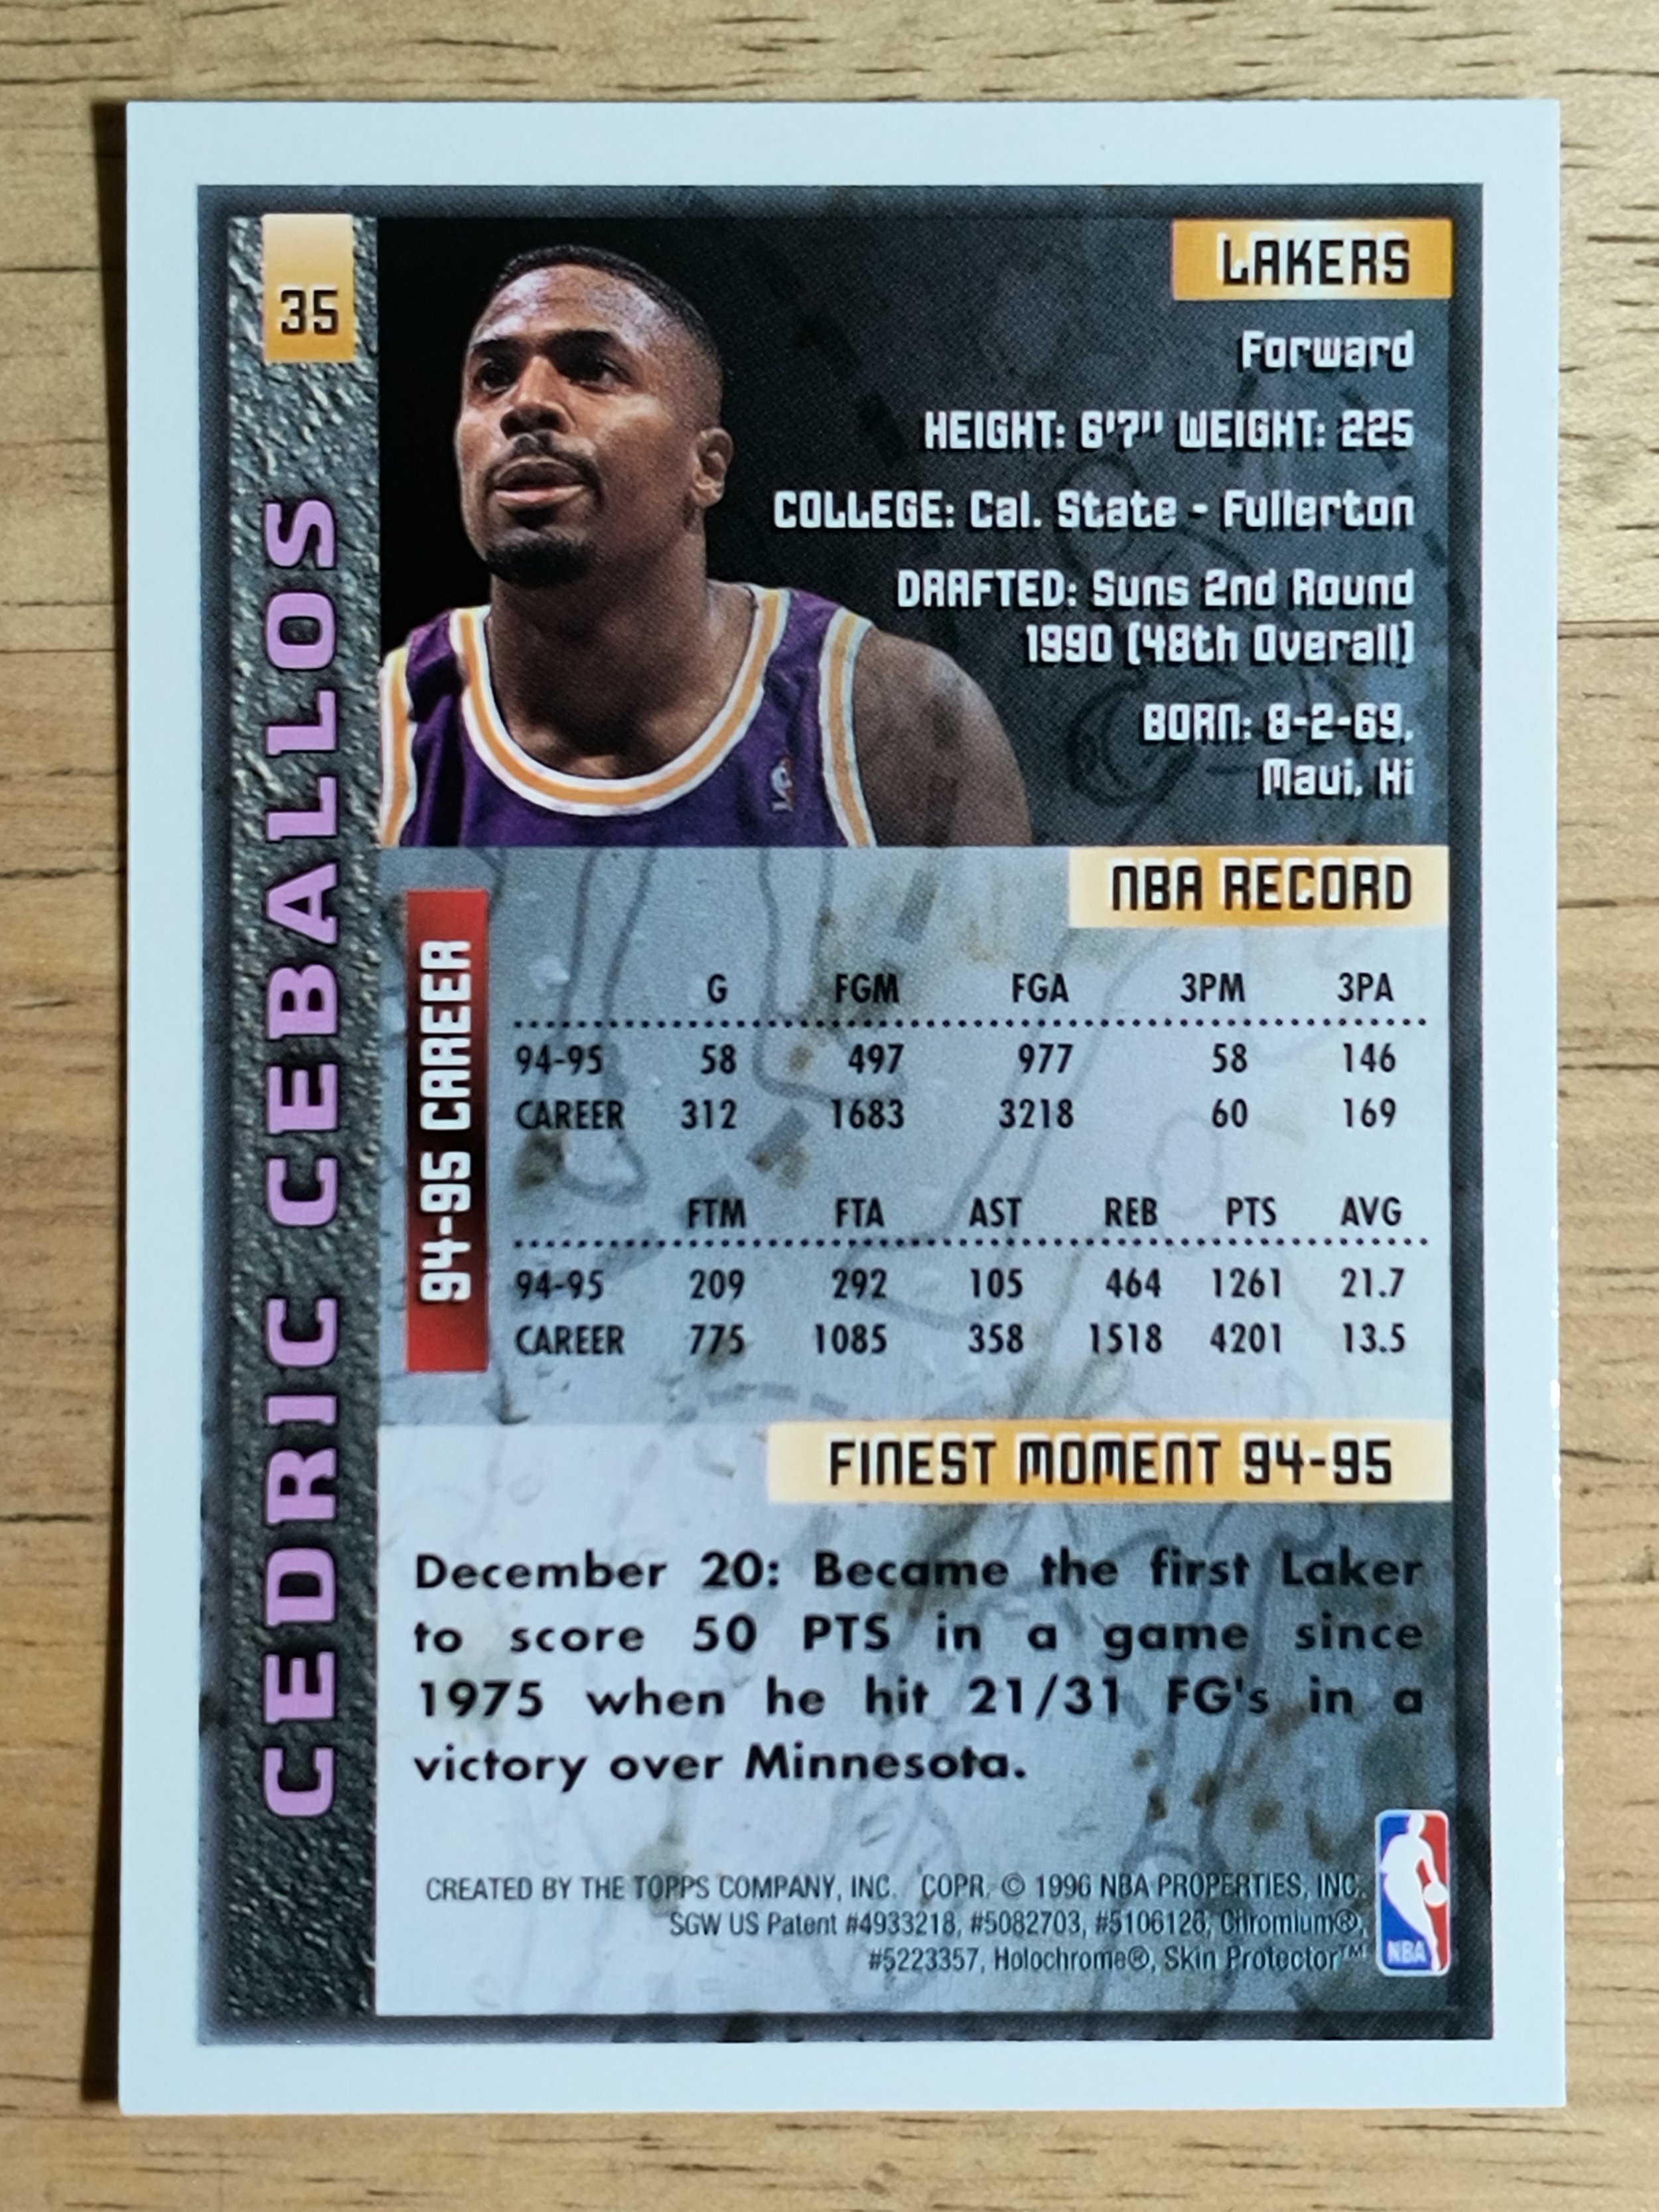 35
CEDRIC CEBALLOS
LAKERS
Forward
HEIGHT: 6'7" WEIGHT: 225
COLLEGE: Cal. State - Fullerton
DRAFTED: Suns 2nd Round
1990 (48th Overall)
BORN: 8-2-69,
Maui, Hi
NBA RECORD
94-95 CAREER
G FGM FGA 3PM 3PA
94-95 58 497 977 58 146
CAREER 312 1683 3218 60 169
FTM FTA AST REB PTS AVG
94-95 209 292 105 464 1261 21.7
CAREER 775 1085 358 1518 4201 13.5
FINEST MOMENT 94-95
December 20: Became the first Laker
to score 50 PTS in a game since
1975 when he hit 21/31 FG's in a
victory over Minnesota.
CREATED BY THE TOPPS COMPANY, INC. COPR. © 1996 NBA PROPERTIES, INC.
SGW US Patent #4933218, #5082703, #5106126, Chromium®,
#5223357, Holochrome®, Skin Protector™
NBA